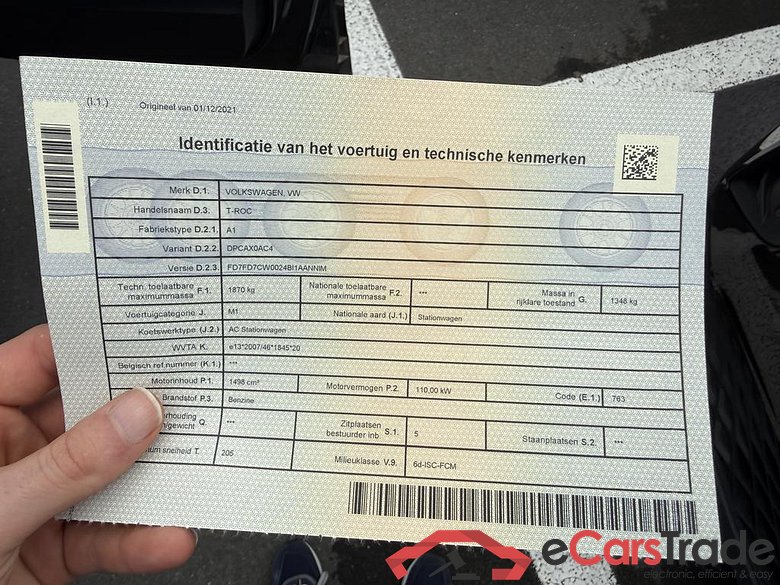 (I.1.) Origineel van 01/12/2021
Identificatie van het voertuig en technische kenmerken
Merk D.1. VOLKSWAGEN, VW
Handelsnaam D.3. T-ROC
Fabriekstype D.2.1. A1
Variant D.2.2. DPCAX0AC4
Versie D.2.3. FD7FD7CW0024BI1AANNIM
Techn. toelaatbare maximummassa F.1. 1870 kg Nationale toelaatbare maximummassa F.2. --- Massa in rijklare toestand G. 1348 kg
Voertuigcategorie J. M1 Nationale aard (J.1.) Stationwagen
Koetswerktype (J.2.) AC Stationwagen
WVTA K. e13*2007/46*1845*20
Belgisch ref.nummer (K.1.) ---
Motorinhoud P.1. 1498 cm³ Motorvermogen P.2. 110,00 kW Code (E.1.) 763
Brandstof P.3. Benzine
rhouding
gewicht Q. --- Zitplaatsen bestuurder inb. S.1. 5 Staanplaatsen S.2. ---
um snelheid T. 205 Milieuklasse V.9. 6d-ISC-FCM
eCarsTrade
electronic, efficient & easy